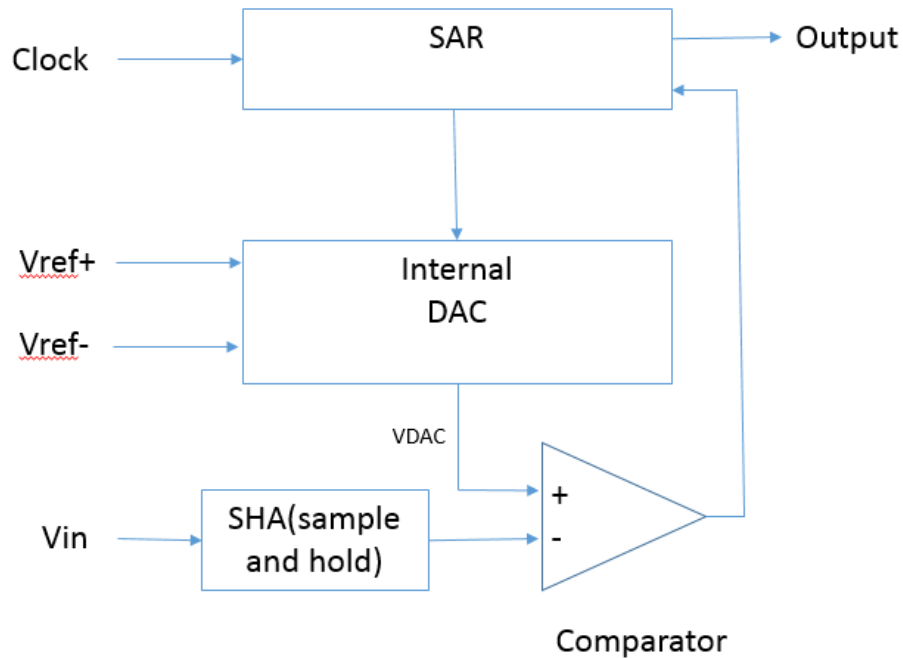 SAR
Output
Clock
Vref+
Internal
DAC
Vref-
VDAC
+
-
SHA(sample
and hold)
Vin
Comparator